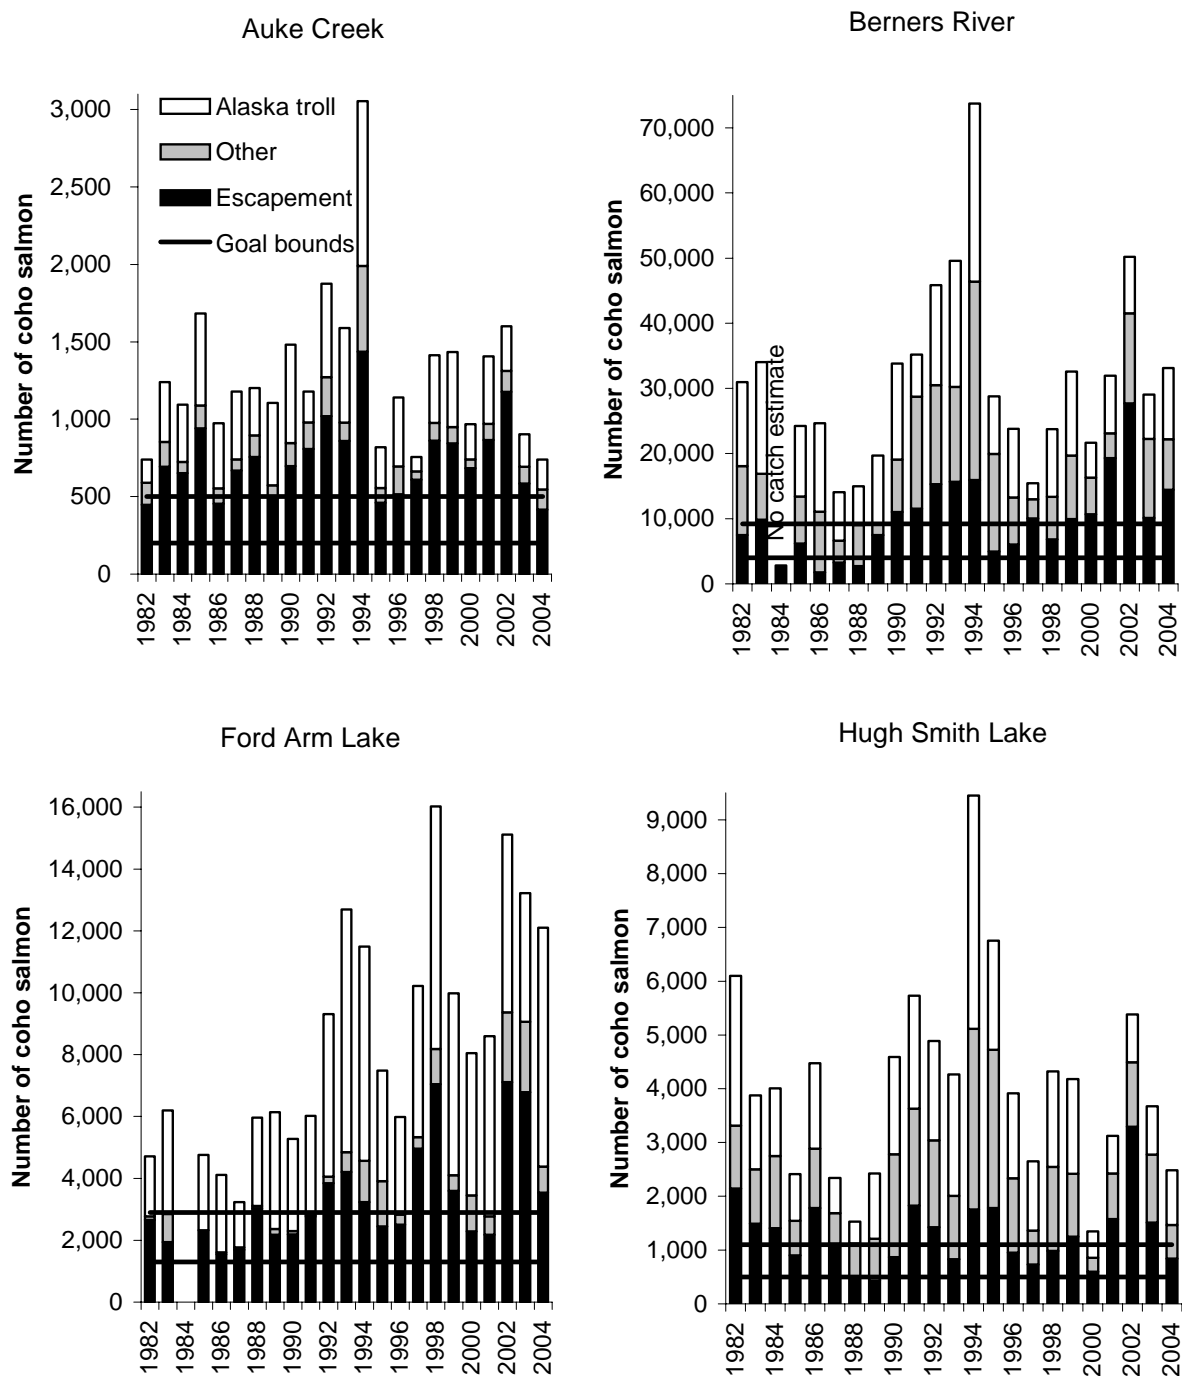 Auke Creek
Number of coho salmon
3,000
2,500
2,000
1,500
1,000
500
0
Alaska troll
Other
Escapement
Goal bounds
1982 1984 1986 1988 1990 1992 1994 1996 1998 2000 2002 2004
Berners River
Number of coho salmon
70,000
60,000
50,000
40,000
30,000
20,000
10,000
0
No catch estimate
1982 1984 1986 1988 1990 1992 1994 1996 1998 2000 2002 2004
Ford Arm Lake
Number of coho salmon
16,000
14,000
12,000
10,000
8,000
6,000
4,000
2,000
0
1982 1984 1986 1988 1990 1992 1994 1996 1998 2000 2002 2004
Hugh Smith Lake
Number of coho salmon
9,000
8,000
7,000
6,000
5,000
4,000
3,000
2,000
1,000
0
1982 1984 1986 1988 1990 1992 1994 1996 1998 2000 2002 2004